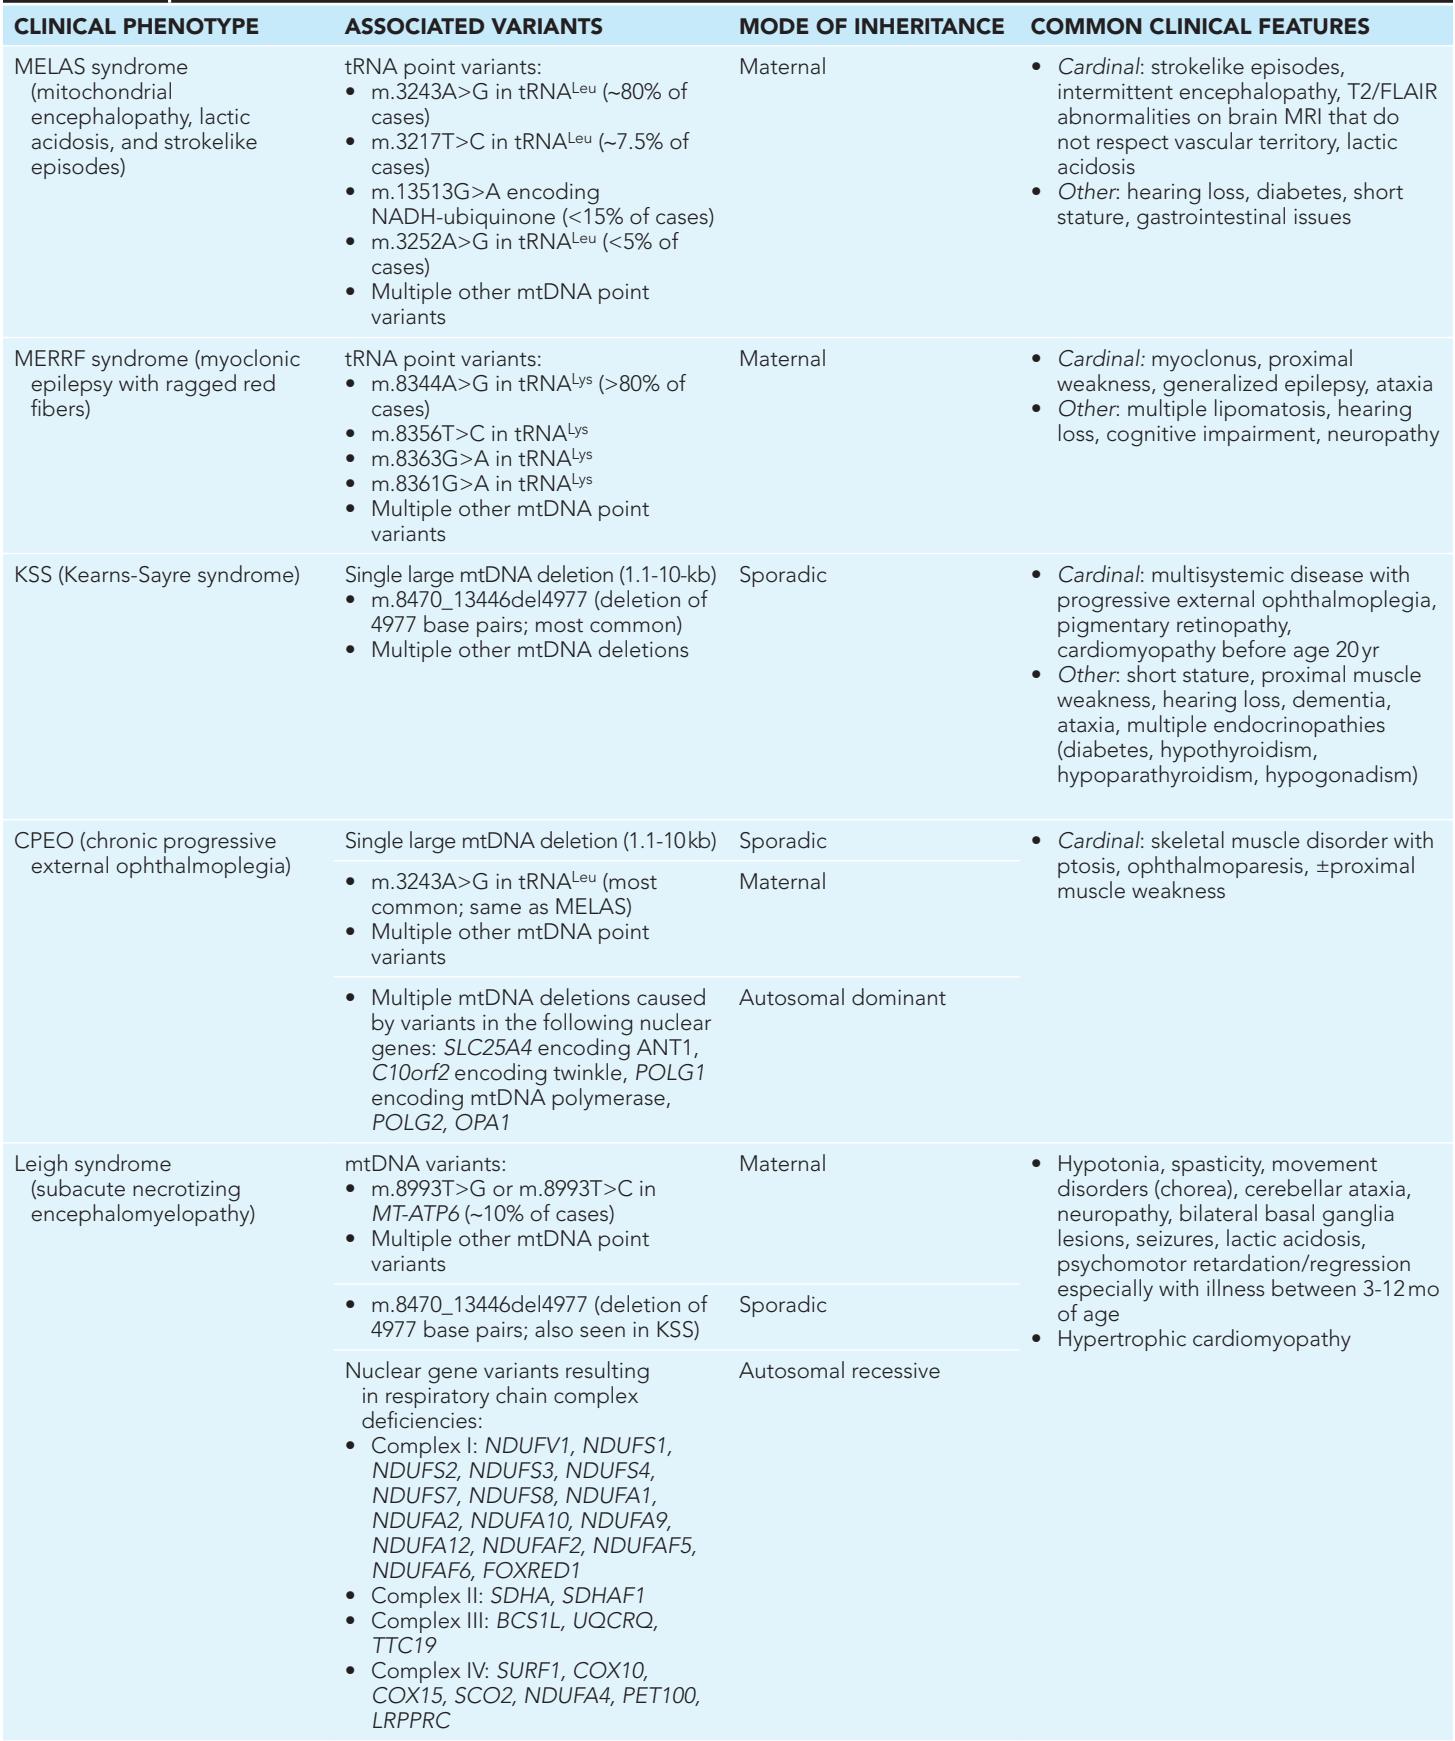 CLINICAL PHENOTYPE ASSOCIATED VARIANTS MODE OF INHERITANCE COMMON CLINICAL FEATURES
MELAS syndrome
(mitochondrial
encephalopathy, lactic
acidosis, and strokelike
episodes)
tRNA point variants:
• m.3243A>G in tRNALeu (~80% of
cases)
• m.3217T>C in tRNALeu (~7.5% of
cases)
• m.13513G>A encoding
NADH-ubiquinone (<15% of cases)
• m.3252A>G in tRNALeu (<5% of
cases)
• Multiple other mtDNA point
variants
Maternal
• Cardinal: strokelike episodes,
intermittent encephalopathy, T2/FLAIR
abnormalities on brain MRI that do
not respect vascular territory, lactic
acidosis
• Other: hearing loss, diabetes, short
stature, gastrointestinal issues
MERRF syndrome (myoclonic
epilepsy with ragged red
fibers)
tRNA point variants:
• m.8344A>G in tRNALys (>80% of
cases)
• m.8356T>C in tRNALys
• m.8363G>A in tRNALys
• m.8361G>A in tRNALys
• Multiple other mtDNA point
variants
Maternal
• Cardinal: myoclonus, proximal
weakness, generalized epilepsy, ataxia
• Other: multiple lipomatosis, hearing
loss, cognitive impairment, neuropathy
KSS (Kearns-Sayre syndrome)
Single large mtDNA deletion (1.1-10-kb)
• m.8470_13446del4977 (deletion of
4977 base pairs; most common)
• Multiple other mtDNA deletions
Sporadic
• Cardinal: multisystemic disease with
progressive external ophthalmoplegia,
pigmentary retinopathy,
cardiomyopathy before age 20 yr
• Other: short stature, proximal muscle
weakness, hearing loss, dementia,
ataxia, multiple endocrinopathies
(diabetes, hypothyroidism,
hypoparathyroidism, hypogonadism)
CPEO (chronic progressive
external ophthalmoplegia)
Single large mtDNA deletion (1.1-10 kb)
Sporadic
• Cardinal: skeletal muscle disorder with
ptosis, ophthalmoparesis, ±proximal
muscle weakness
• m.3243A>G in tRNALeu (most
common; same as MELAS)
• Multiple other mtDNA point
variants
Maternal
• Multiple mtDNA deletions caused
by variants in the following nuclear
genes: SLC25A4 encoding ANT1,
C10orf2 encoding twinkle, POLG1
encoding mtDNA polymerase,
POLG2, OPA1
Autosomal dominant
Leigh syndrome
(subacute necrotizing
encephalomyelopathy)
mtDNA variants:
• m.8993T>G or m.8993T>C in
MT-ATP6 (~10% of cases)
• Multiple other mtDNA point
variants
Maternal
• Hypotonia, spasticity, movement
disorders (chorea), cerebellar ataxia,
neuropathy, bilateral basal ganglia
lesions, seizures, lactic acidosis,
psychomotor retardation/regression
especially with illness between 3-12 mo
of age
• Hypertrophic cardiomyopathy
• m.8470_13446del4977 (deletion of
4977 base pairs; also seen in KSS)
Sporadic
Nuclear gene variants resulting
in respiratory chain complex
deficiencies:
• Complex I: NDUFV1, NDUFS1,
NDUFS2, NDUFS3, NDUFS4,
NDUFS7, NDUFS8, NDUFA1,
NDUFA2, NDUFA10, NDUFA9,
NDUFA12, NDUFAF2, NDUFAF5,
NDUFAF6, FOXRED1
• Complex II: SDHA, SDHAF1
• Complex III: BCS1L, UQCRQ,
TTC19
• Complex IV: SURF1, COX10,
COX15, SCO2, NDUFA4, PET100,
LRPPRC
Autosomal recessive